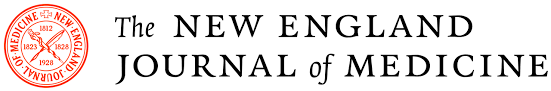 The NEW ENGLAND
JOURNAL of MEDICINE
NEW·ENGLAND·JOURNAL·OF·MEDICINE
1812
1823 1828
1928